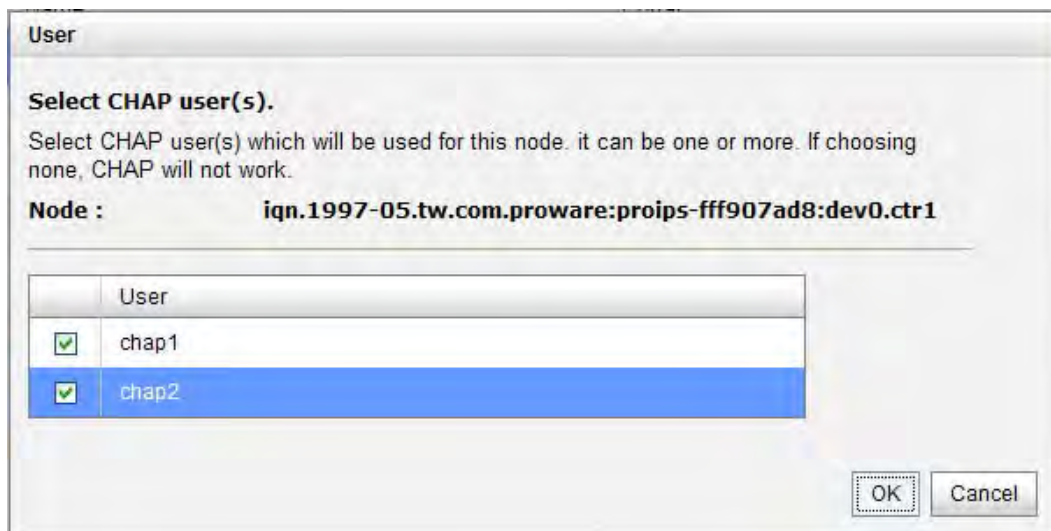 User
Select CHAP user(s).
Select CHAP user(s) which will be used for this node. it can be one or more. If choosing
none, CHAP will not work.
Node : iqn.1997-05.tw.com.proware:proips-fff907ad8:dev0.ctr1
User
chap1
chap2
OK Cancel